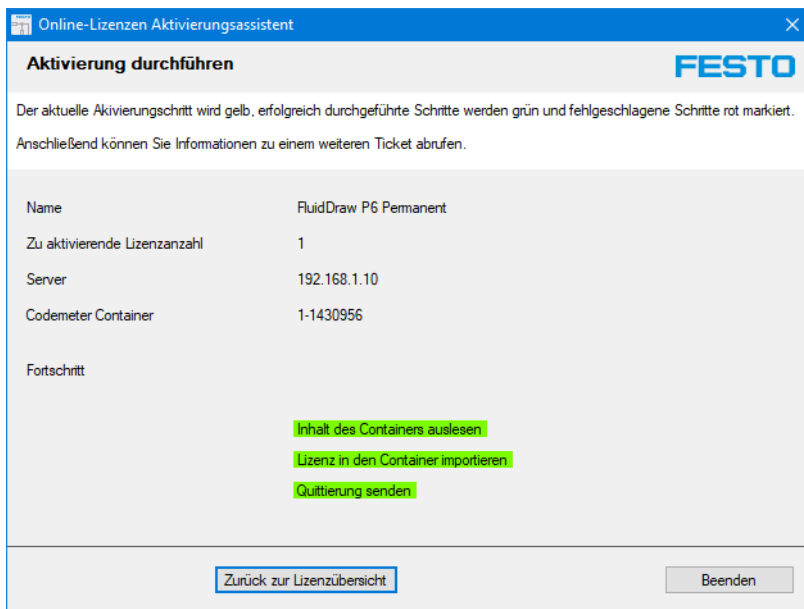 Online-Lizenzen Aktivierungsassistent
Aktivierung durchführen
FESTO
Der aktuelle Akivierungschritt wird gelb, erfolgreich durchgeführte Schritte werden grün und fehlgeschlagene Schritte rot markiert.
Anschließend können Sie Informationen zu einem weiteren Ticket abrufen.
Name FluidDraw P6 Permanent
Zu aktivierende Lizenzanzahl 1
Server 192.168.1.10
Codemeter Container 1-1430956
Fortschritt
Inhalt des Containers auslesen
Lizenz in den Container importieren
Quittierung senden
Zurück zur Lizenzübersicht Beenden